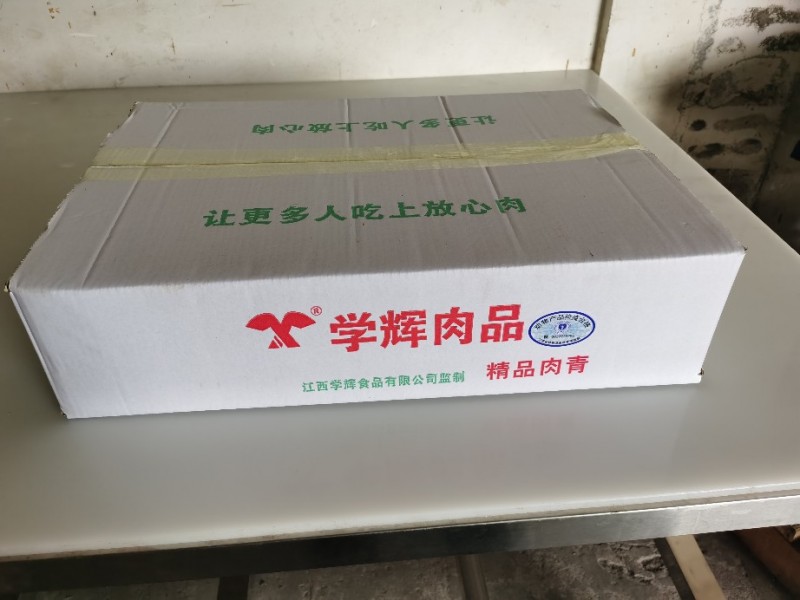 让更多人吃上放心肉
让更多人吃上放心肉
®
学辉肉品
江西学辉食品有限公司监制
精品肉青